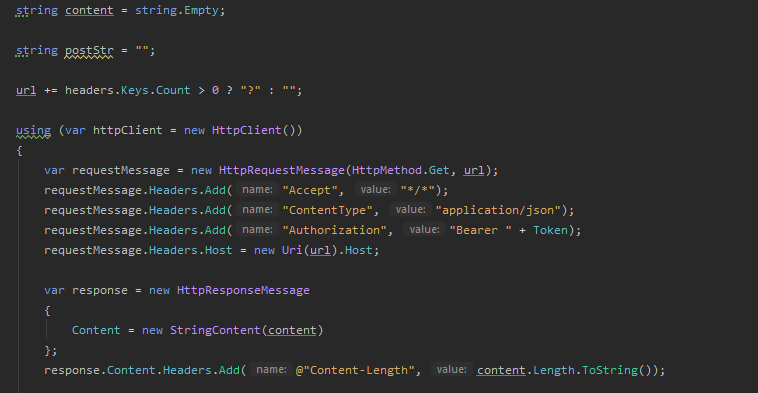 string content = string.Empty;
string postStr = "";
url += headers.Keys.Count > 0 ? "?" : "";
using (var httpClient = new HttpClient())
{
var requestMessage = new HttpRequestMessage(HttpMethod.Get, url);
requestMessage.Headers.Add( name: "Accept", value: "*/*");
requestMessage.Headers.Add( name: "ContentType", value: "application/json");
requestMessage.Headers.Add( name: "Authorization", value: "Bearer " + Token);
requestMessage.Headers.Host = new Uri(url).Host;
var response = new HttpResponseMessage
{
Content = new StringContent(content)
};
response.Content.Headers.Add( name: @"Content-Length", value: content.Length.ToString());